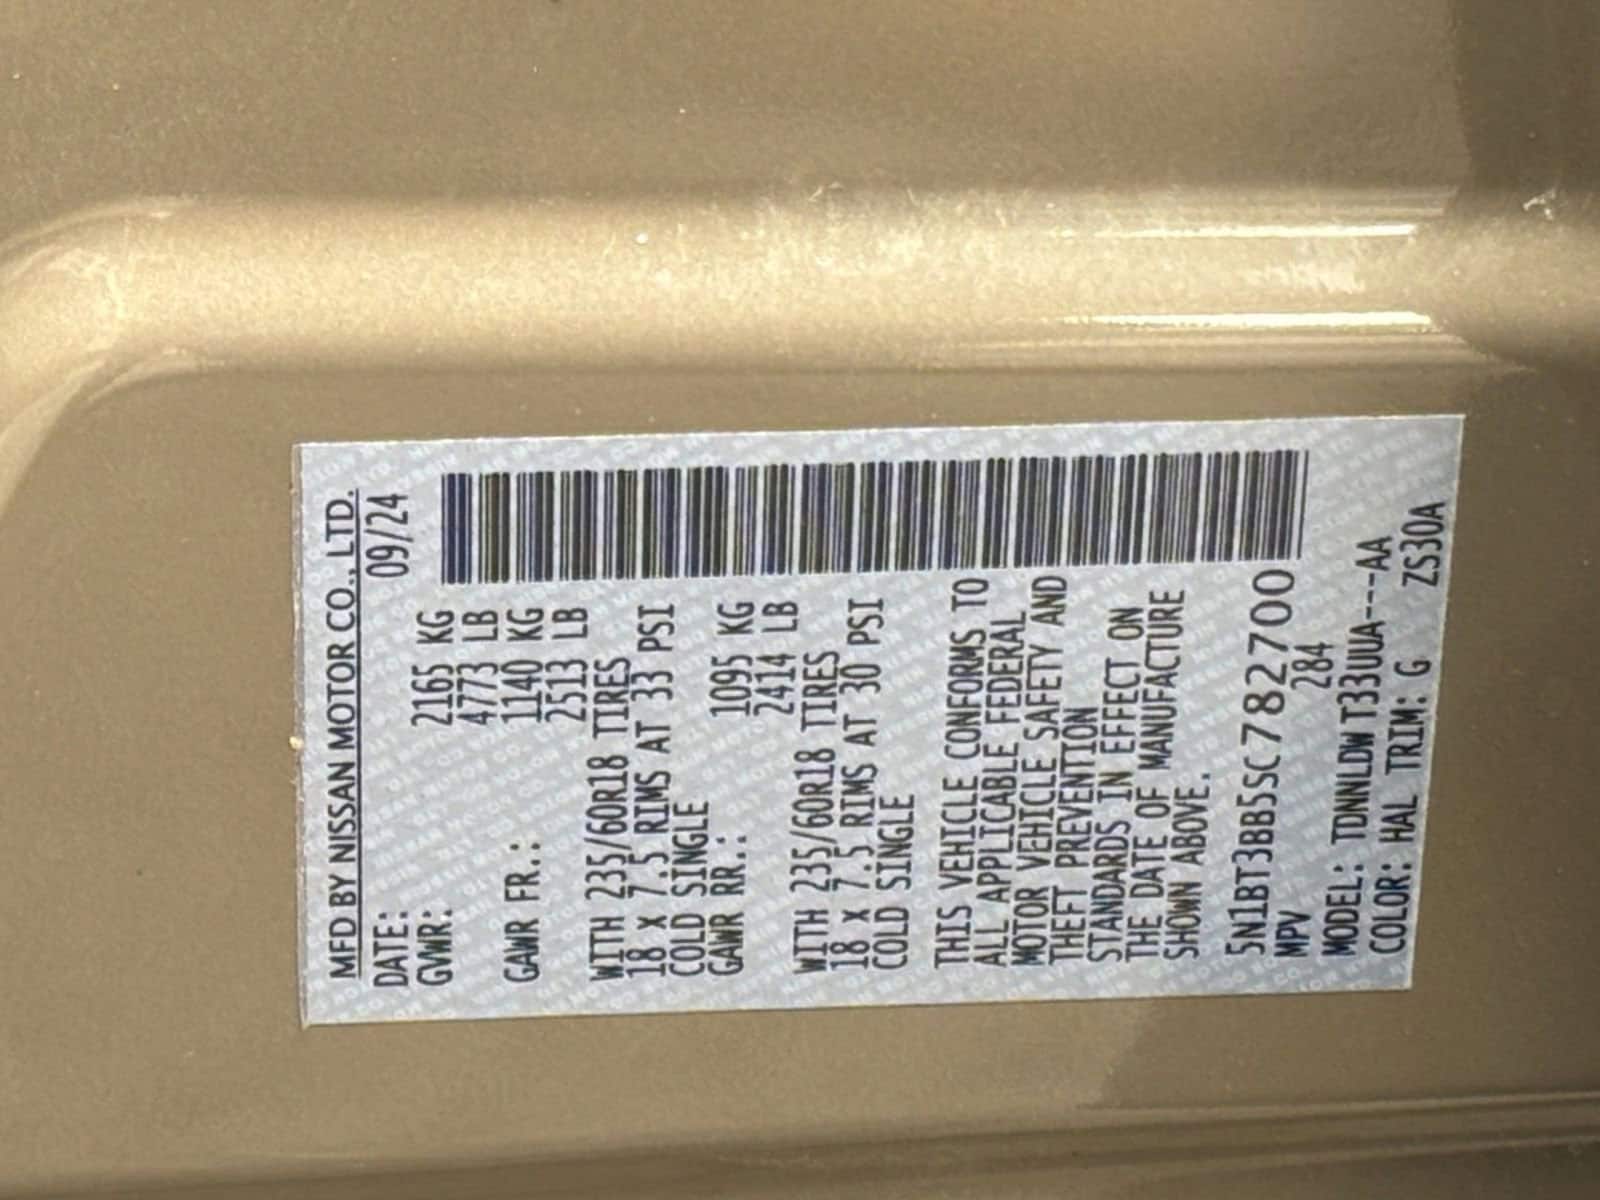 MFD BY NISSAN MOTOR CO., LTD.
DATE: 09/24
GVWR: 2165 KG
4773 LB
GAWR FR.: 1140 KG
2513 LB
WITH 235/60R18 TIRES
18 X 7.5 RIMS AT 33 PSI
COLD SINGLE
GAWR RR.: 1095 KG
2414 LB
WITH 235/60R18 TIRES
18 X 7.5 RIMS AT 30 PSI
COLD SINGLE
THIS VEHICLE CONFORMS TO
ALL APPLICABLE FEDERAL
MOTOR VEHICLE SAFETY AND
THEFT PREVENTION
STANDARDS IN EFFECT ON
THE DATE OF MANUFACTURE
SHOWN ABOVE.
5N1BT3BB5SC782700
MPV 284
MODEL: TDNNLDW T33UUA---AA
COLOR: HAL TRIM: G ZS30A